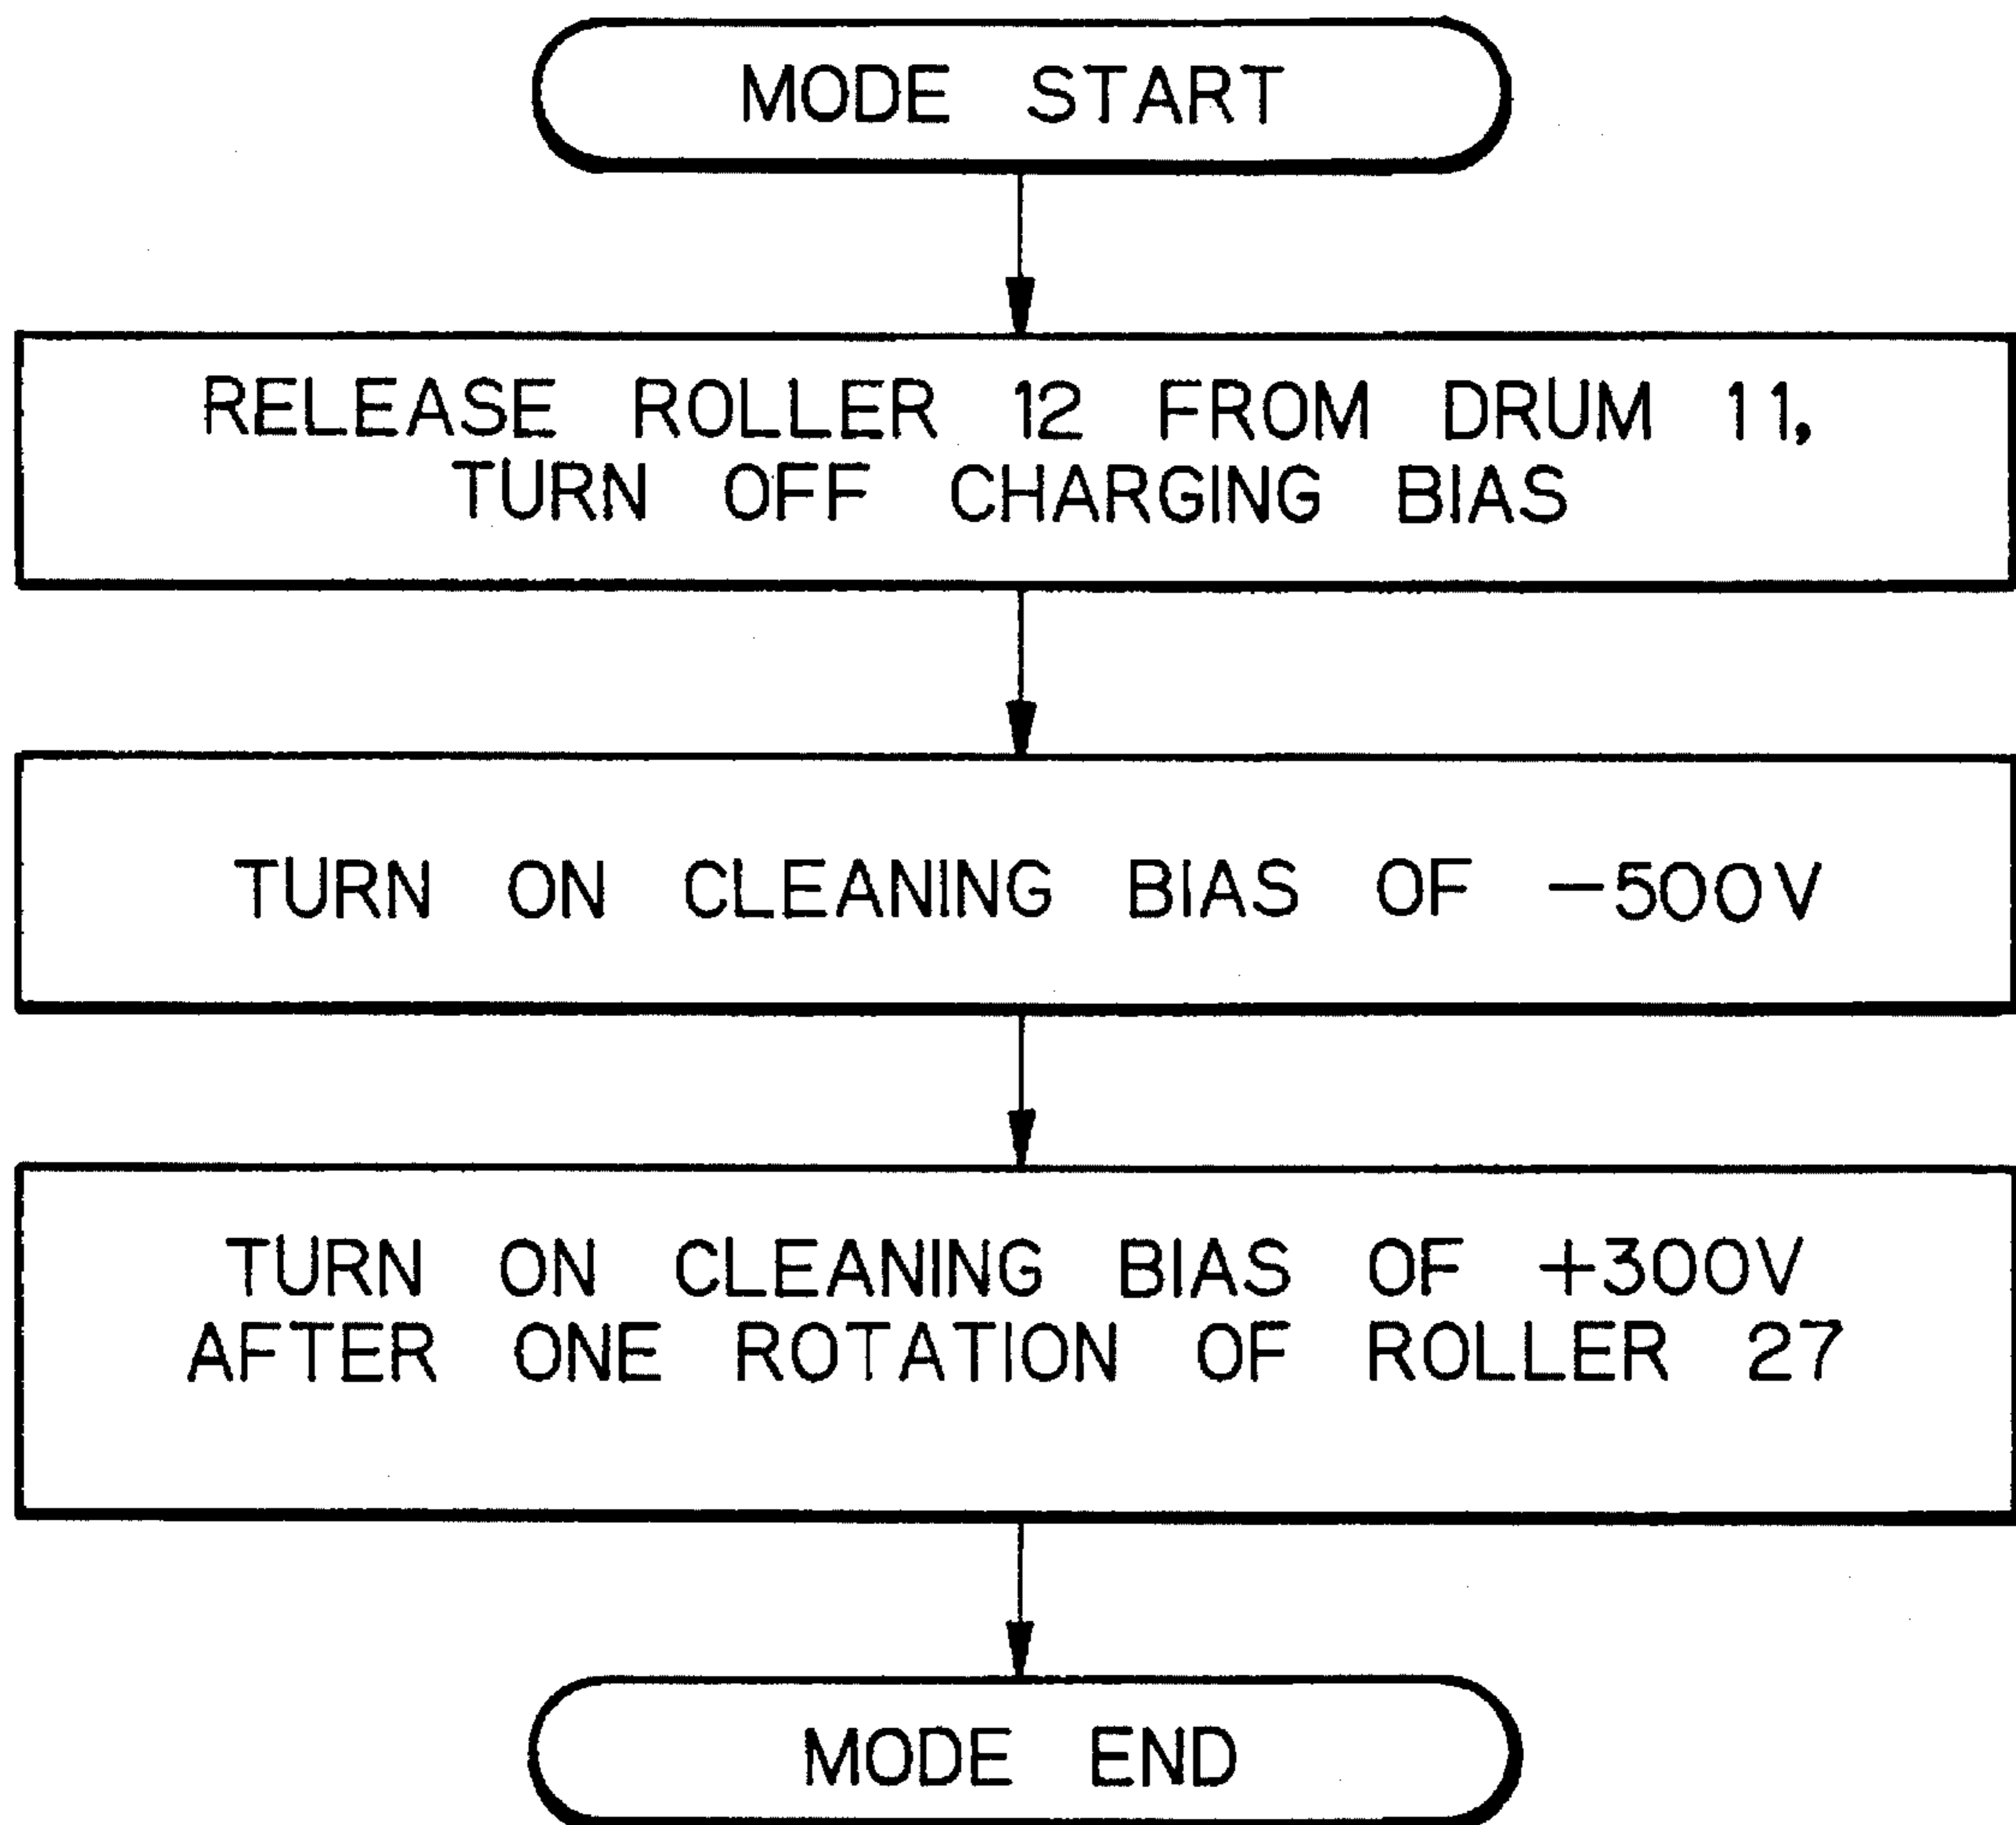 MODE START
RELEASE ROLLER 12 FROM DRUM 11,
TURN OFF CHARGING BIAS
TURN ON CLEANING BIAS OF −500V
TURN ON CLEANING BIAS OF +300V
AFTER ONE ROTATION OF ROLLER 27
MODE END